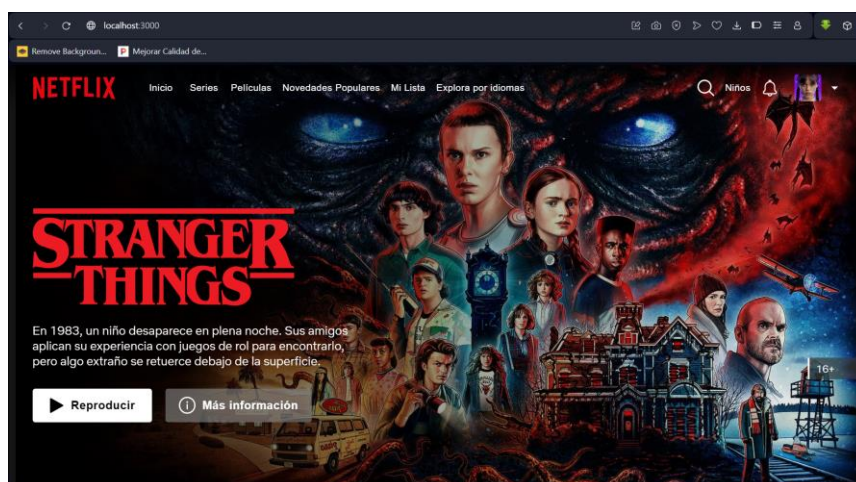 localhost:3000
Remove Backgroun...
Mejorar Calidad de...
NETFLIX
Inicio Series Películas Novedades Populares Mi Lista Explora por idiomas
Niños
STRANGER
THINGS
En 1983, un niño desaparece en plena noche. Sus amigos
aplican su experiencia con juegos de rol para encontrarlo,
pero algo extraño se retuerce debajo de la superficie.
16+
Reproducir
Más información